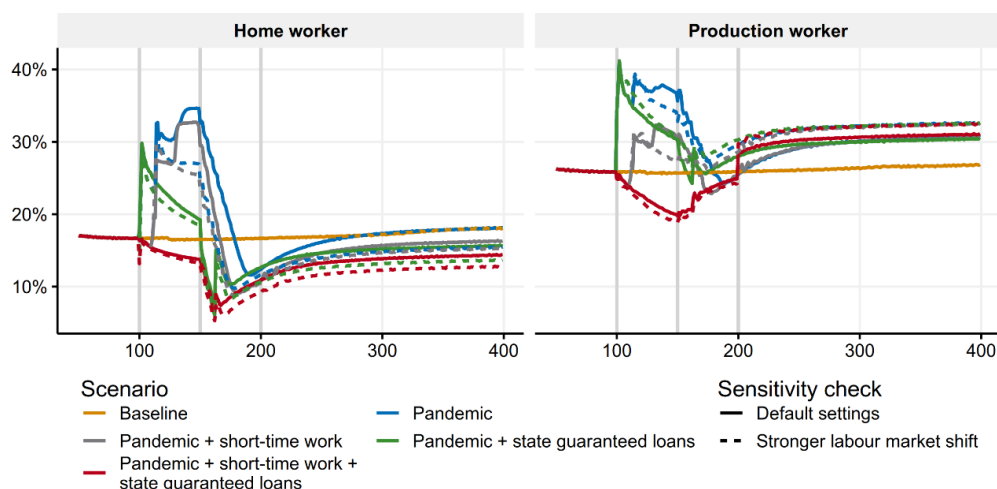 Home worker
Production worker
40%
30%
20%
10%
100
200
300
400
100
200
300
400
Scenario
Sensitivity check
Baseline
Pandemic
Default settings
Pandemic + short-time work
Pandemic + state guaranteed loans
Stronger labour market shift
Pandemic + short-time work +
state guaranteed loans